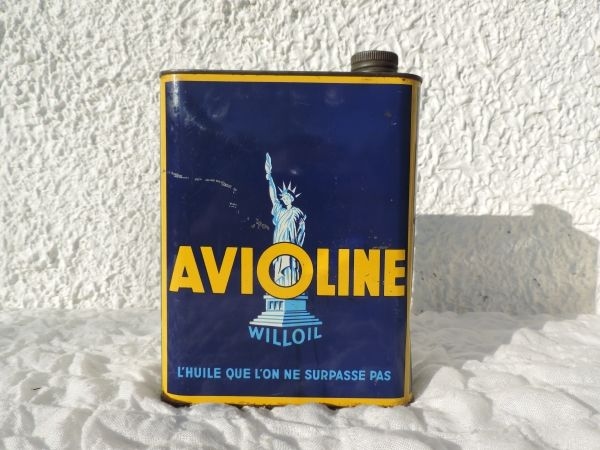 AVIOLINE
WILLOIL
L'HUILE QUE L'ON NE SURPASSE PAS